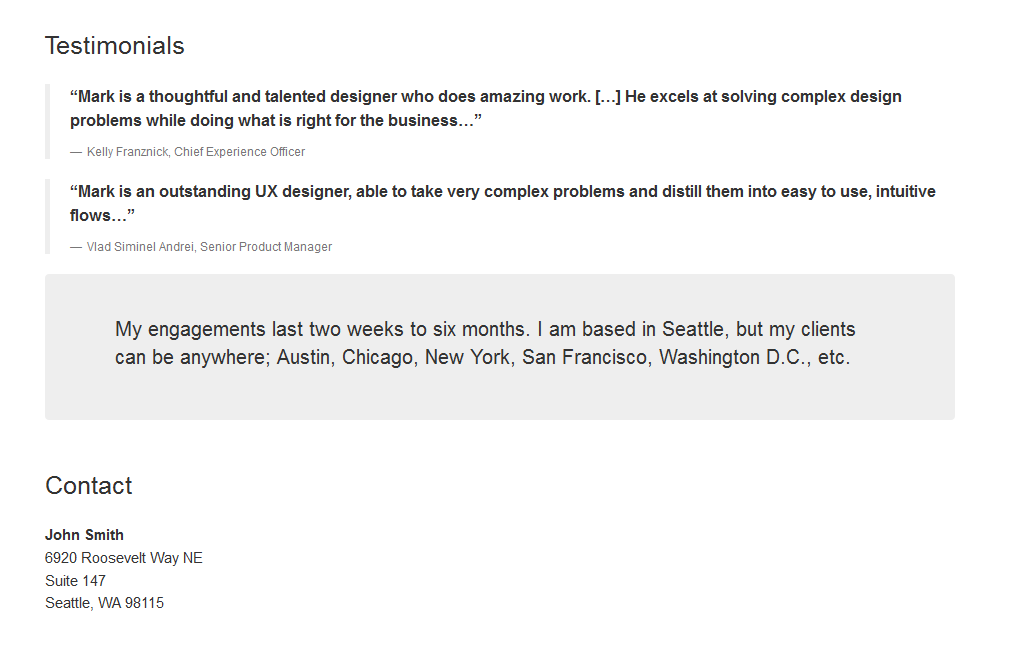 Testimonials
“Mark is a thoughtful and talented designer who does amazing work. […] He excels at solving complex design
problems while doing what is right for the business…”
— Kelly Franznick, Chief Experience Officer
“Mark is an outstanding UX designer, able to take very complex problems and distill them into easy to use, intuitive
flows…”
— Vlad Siminel Andrei, Senior Product Manager
My engagements last two weeks to six months. I am based in Seattle, but my clients
can be anywhere; Austin, Chicago, New York, San Francisco, Washington D.C., etc.
Contact
John Smith
6920 Roosevelt Way NE
Suite 147
Seattle, WA 98115